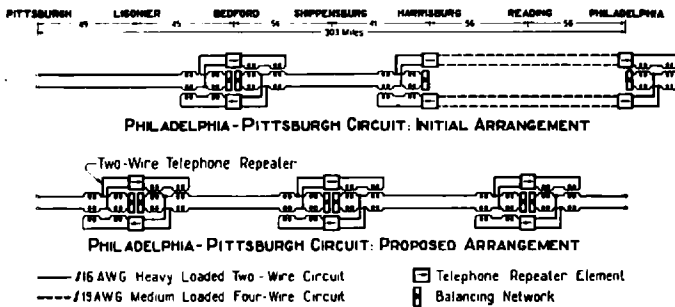 PITTSBURGH LIGONIER BEDFORD SHIPPENSBURG HARRISBURG READING PHILADELPHIA
49 45 54 41 56 58
303 Miles
PHILADELPHIA-PITTSBURGH CIRCUIT: INITIAL ARRANGEMENT
Two-Wire Telephone Repeater
PHILADELPHIA-PITTSBURGH CIRCUIT: PROPOSED ARRANGEMENT
#16 AWG Heavy Loaded Two-Wire Circuit
Telephone Repeater Element
#19 AWG Medium Loaded Four-Wire Circuit
Balancing Network